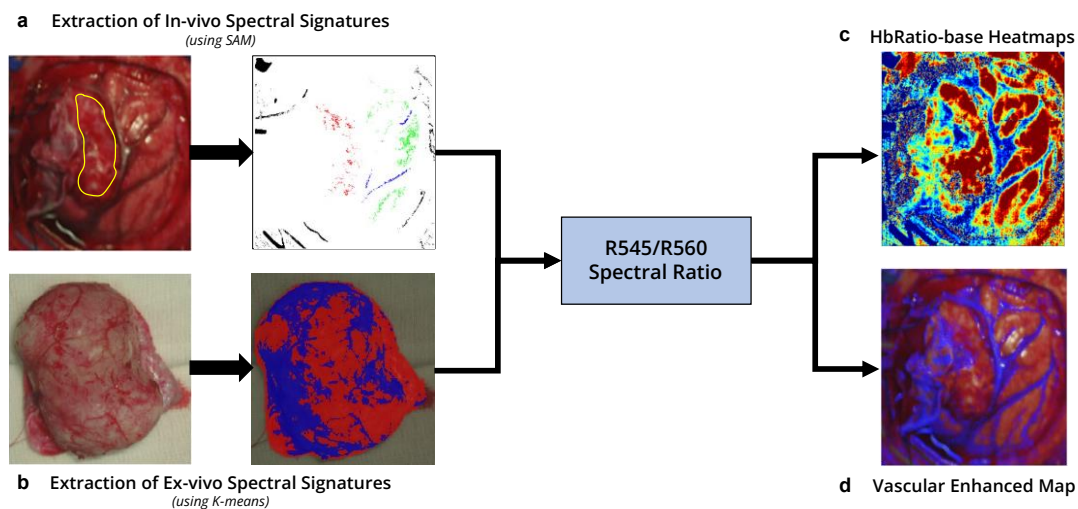 a Extraction of In-vivo Spectral Signatures
(using SAM)
c HbRatio-base Heatmaps
R545/R560
Spectral Ratio
b Extraction of Ex-vivo Spectral Signatures
(using K-means)
d Vascular Enhanced Map